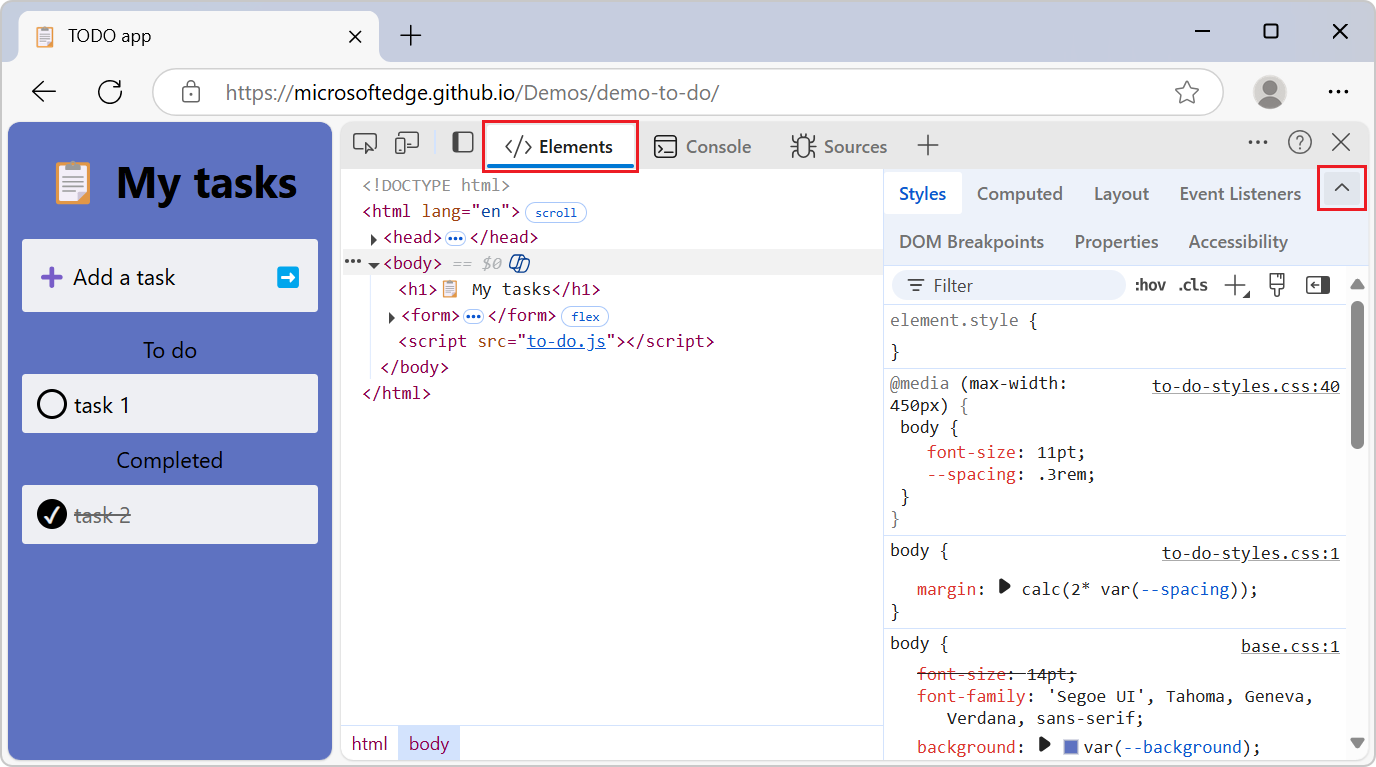 TODO app
https://microsoftedge.github.io/Demos/demo-to-do/
My tasks
Add a task
To do
task 1
Completed
task 2
Elements Console Sources
<!DOCTYPE html>
<html lang="en"> scroll
<head> ••• </head>
••• <body> == $0
<h1>📋 My tasks</h1>
<form> ••• </form> flex
<script src="to-do.js"></script>
</body>
</html>
html body
Styles Computed Layout Event Listeners
DOM Breakpoints Properties Accessibility
Filter :hov .cls
element.style {
}
@media (max-width: to-do-styles.css:40
450px) {
body {
font-size: 11pt;
--spacing: .3rem;
}
}
body { to-do-styles.css:1
margin: calc(2* var(--spacing));
}
body { base.css:1
font-size: 14pt;
font-family: 'Segoe UI', Tahoma, Geneva,
Verdana, sans-serif;
background: var(--background);